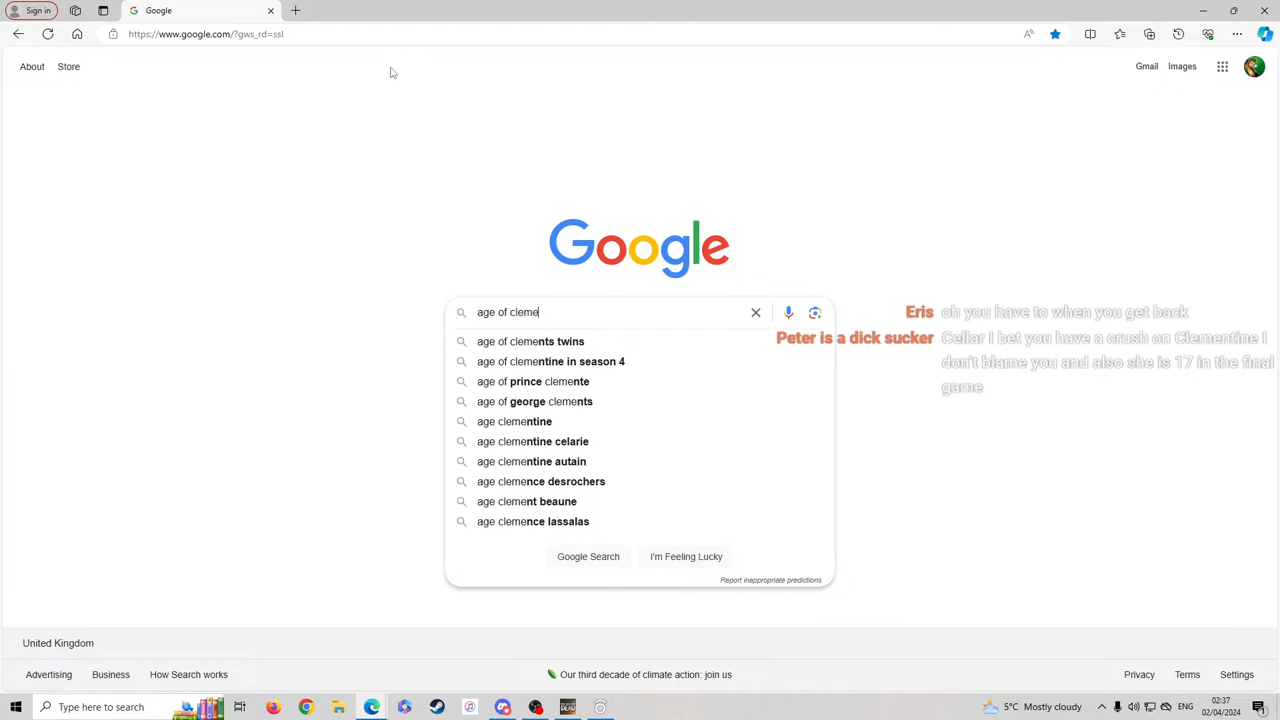 Sign in
Google
https://www.google.com/?gws_rd=ssl
About
Store
Gmail
Images
Google
age of cleme
age of clements twins
age of clementine in season 4
age of prince clemente
age of george clements
age clementine
age clementine celarie
age clementine autain
age clemence desrochers
age clement beaune
age clemence lassalas
Google Search
I'm Feeling Lucky
Report inappropriate predictions
Eris oh you have to when you get back
Peter is a dick sucker Cellar I bet you have a crush on Clementine I
don't blame you and also she is 17 in the final
game
United Kingdom
Advertising
Business
How Search works
Our third decade of climate action: join us
Privacy
Terms
Settings
Type here to search
5°C Mostly cloudy
ENG
02:37
02/04/2024